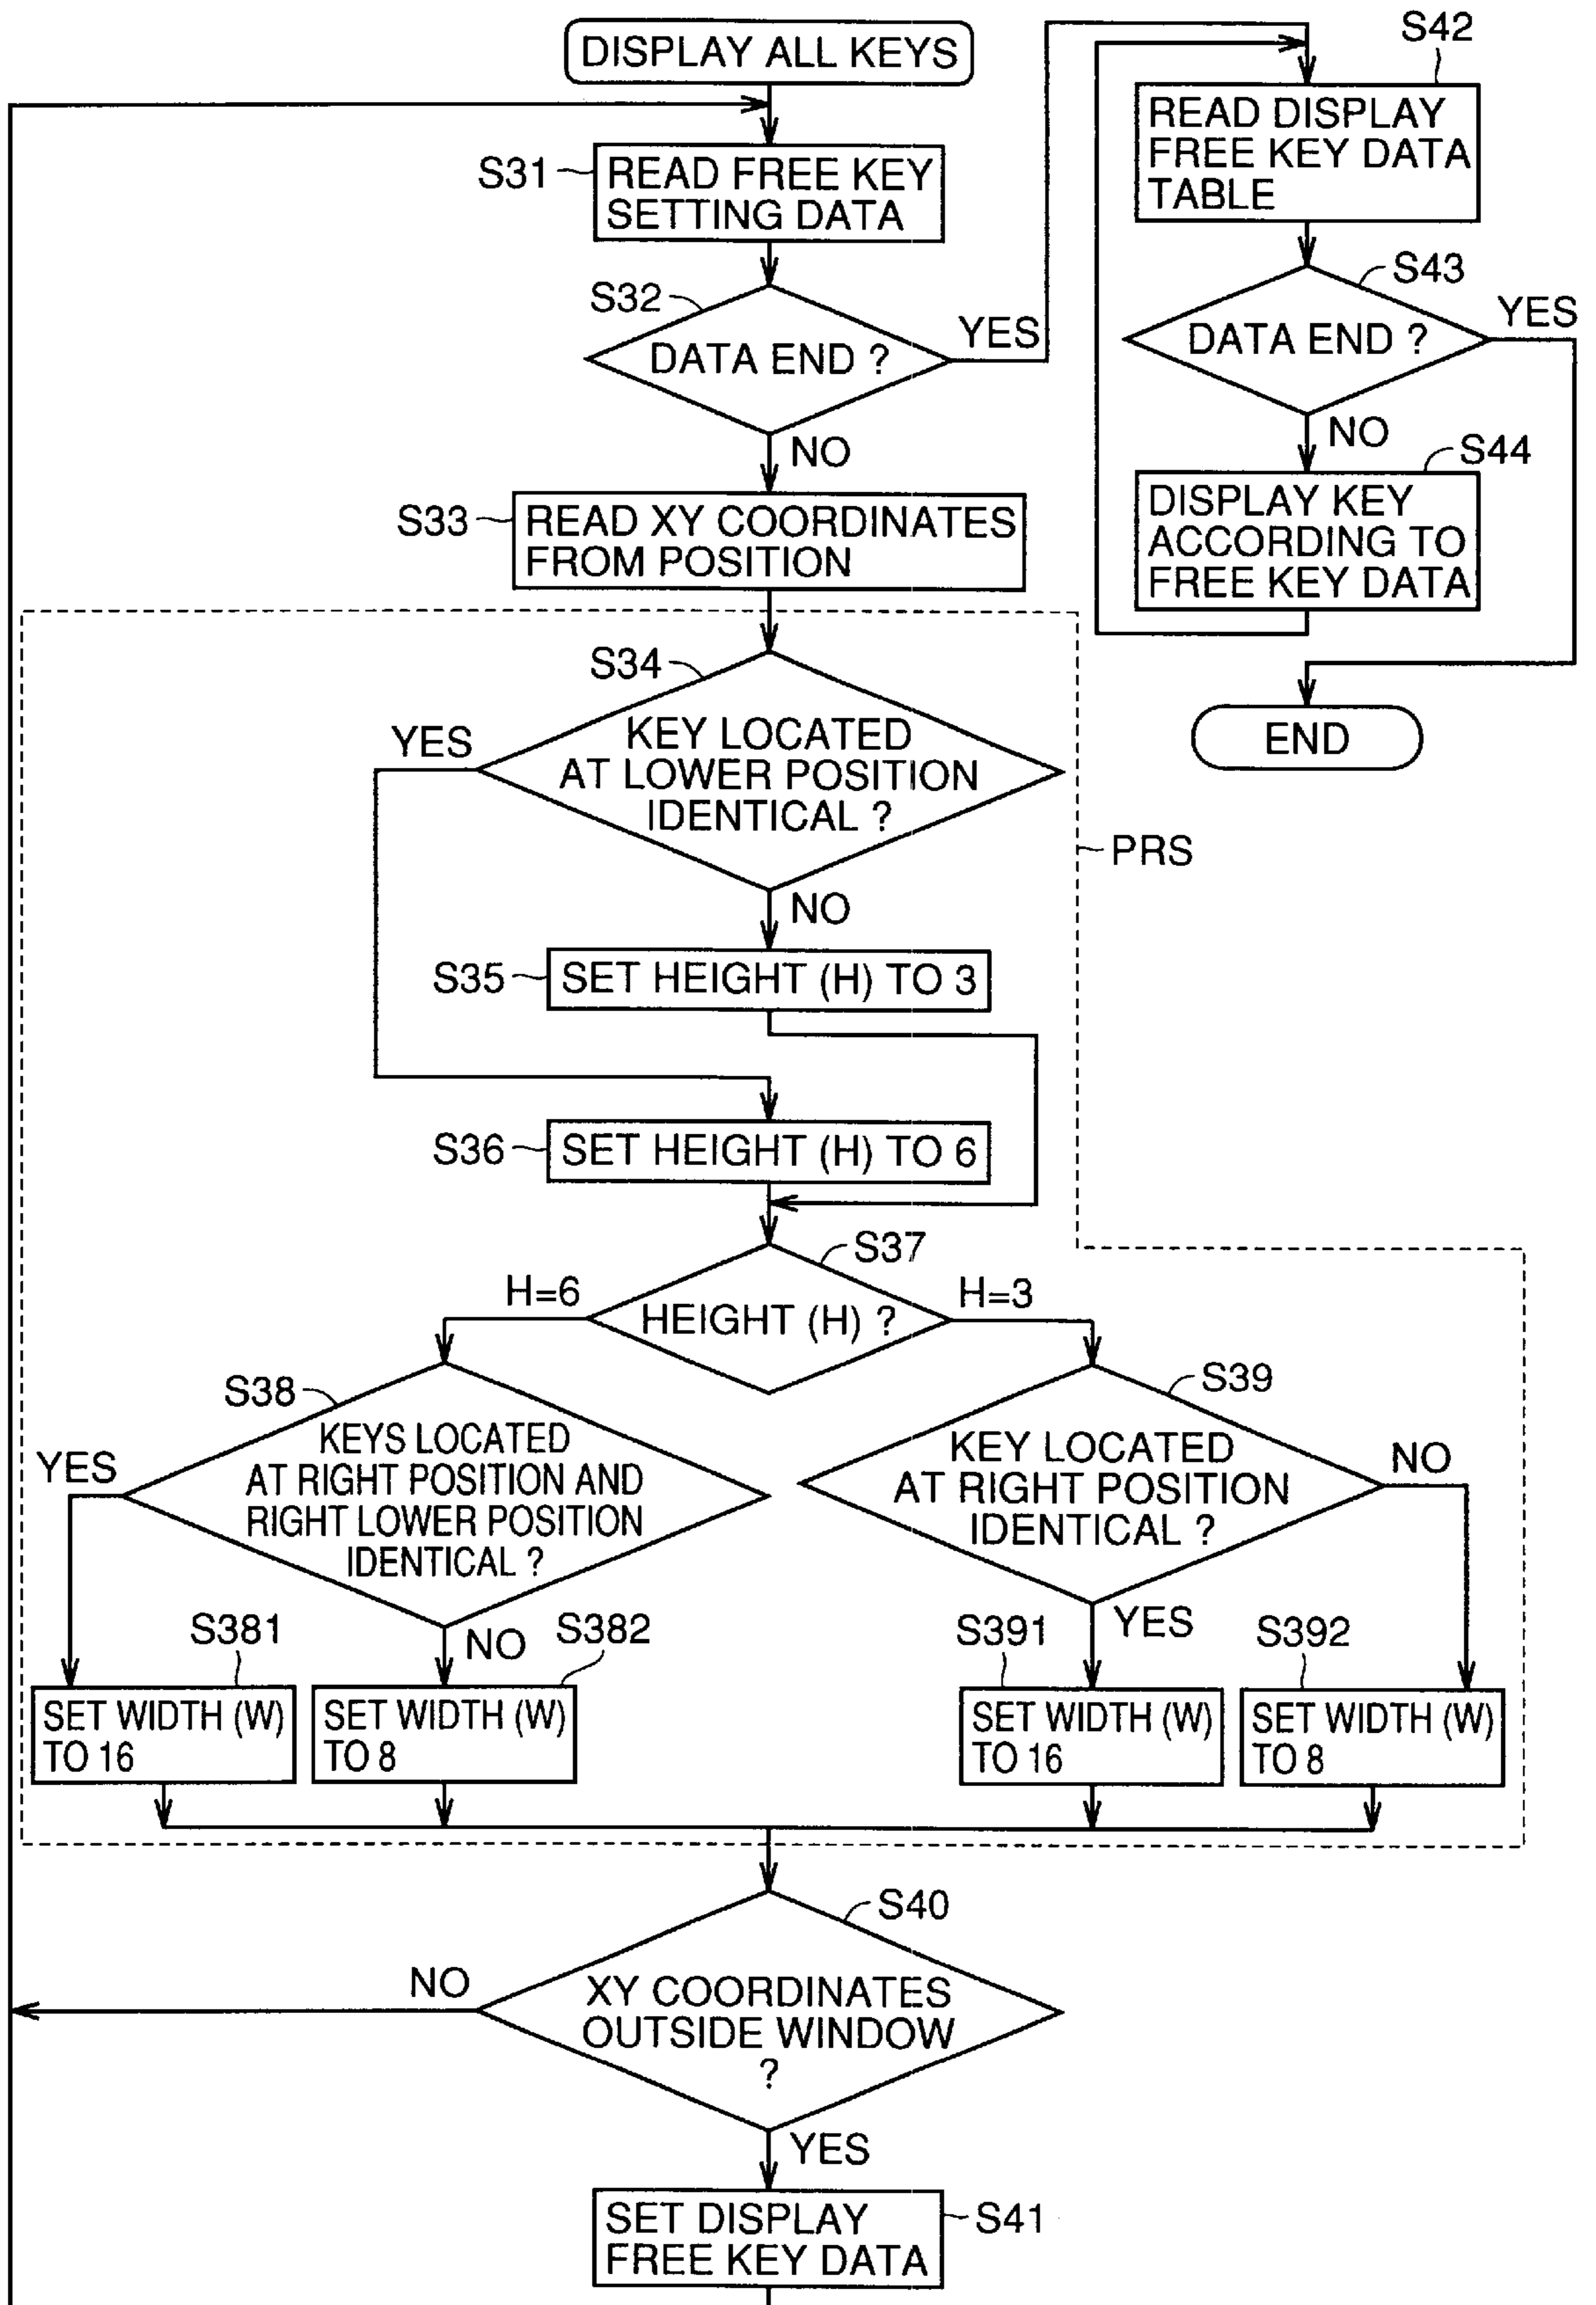 DISPLAY ALL KEYS
S31
READ FREE KEY
SETTING DATA
S32
DATA END ?
YES
NO
S33
READ XY COORDINATES
FROM POSITION
S34
YES
KEY LOCATED
AT LOWER POSITION
IDENTICAL ?
NO
PRS
S35
SET HEIGHT (H) TO 3
S36
SET HEIGHT (H) TO 6
S37
H=6
HEIGHT (H) ?
H=3
S38
YES
KEYS LOCATED
AT RIGHT POSITION AND
RIGHT LOWER POSITION
IDENTICAL ?
NO
S39
KEY LOCATED
AT RIGHT POSITION
IDENTICAL ?
NO
YES
S381
SET WIDTH (W)
TO 16
S382
SET WIDTH (W)
TO 8
S391
SET WIDTH (W)
TO 16
S392
SET WIDTH (W)
TO 8
S40
NO
XY COORDINATES
OUTSIDE WINDOW
?
YES
SET DISPLAY
FREE KEY DATA
S41
S42
READ DISPLAY
FREE KEY DATA
TABLE
S43
DATA END ?
YES
NO
S44
DISPLAY KEY
ACCORDING TO
FREE KEY DATA
END